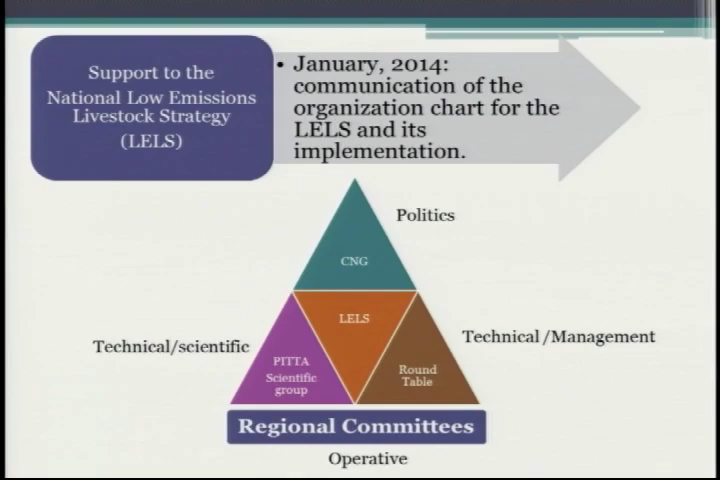 Support to the
National Low Emissions
Livestock Strategy
(LELS)
• January, 2014:
communication of the
organization chart for the
LELS and its
implementation.
Politics
CNG
LELS
Technical/scientific
Technical /Management
PITTA
Scientific
group
Round
Table
Regional Committees
Operative